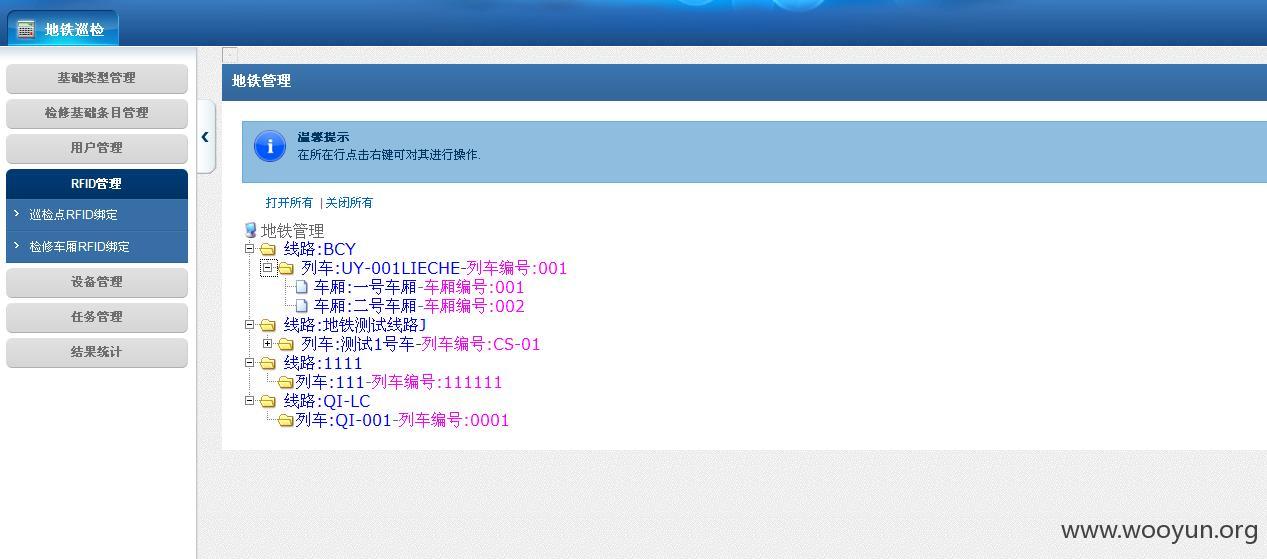 地铁巡检
基础类型管理
检修基础条目管理
用户管理
RFID管理
巡检点RFID绑定
检修车厢RFID绑定
设备管理
任务管理
结果统计
地铁管理
温馨提示
在所在行点击右键可对其进行操作.
打开所有 | 关闭所有
地铁管理
线路:BCY
列车:UY-001LIECHE-列车编号:001
车厢:一号车厢-车厢编号:001
车厢:二号车厢-车厢编号:002
线路:地铁测试线路J
列车:测试1号车-列车编号:CS-01
线路:1111
列车:111-列车编号:111111
线路:QI-LC
列车:QI-001-列车编号:0001
www.wooyun.org